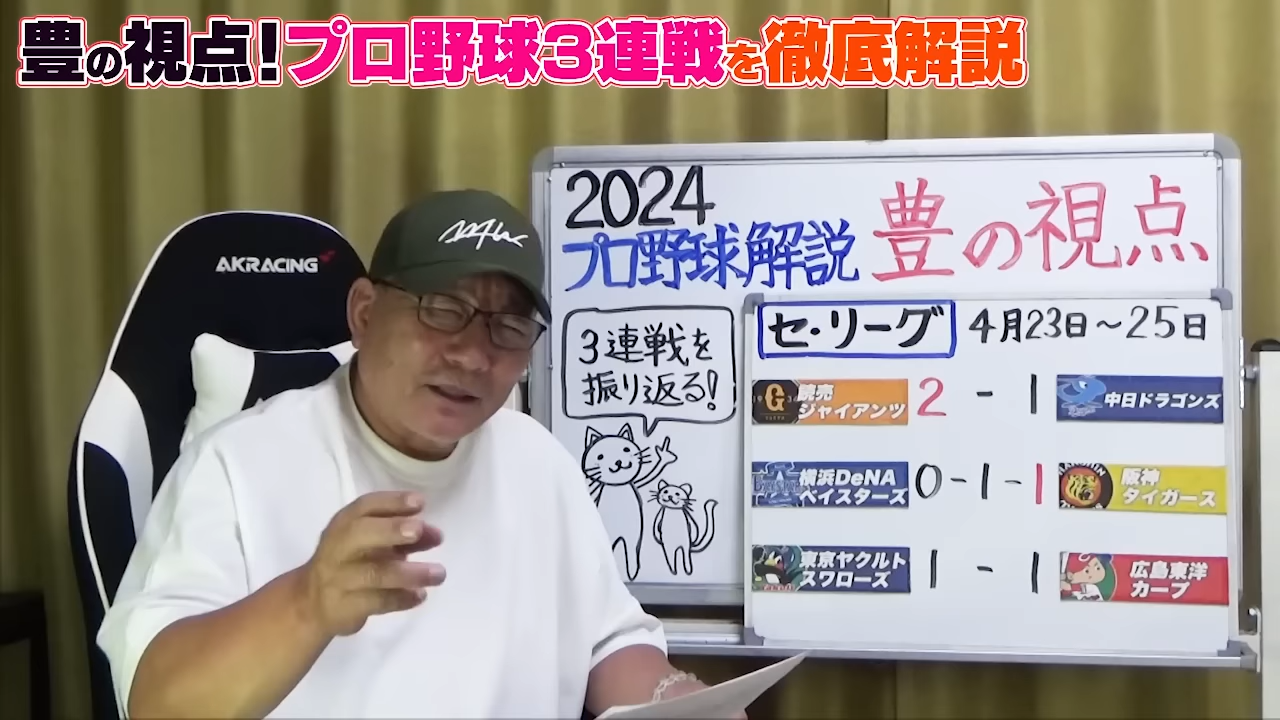 豊の視点！プロ野球３連戦を徹底解説
AKRACING
2024
プロ野球解説
豊の視点
3連戦を
振り返る!
セ・リーグ 4月23日～25日
読売
ジャイアンツ
2 - 1
中日ドラゴンズ
横浜DeNA
ベイスターズ
0-1-1
阪神
タイガース
東京ヤクルト
スワローズ
1 - 1
広島東洋
カープ